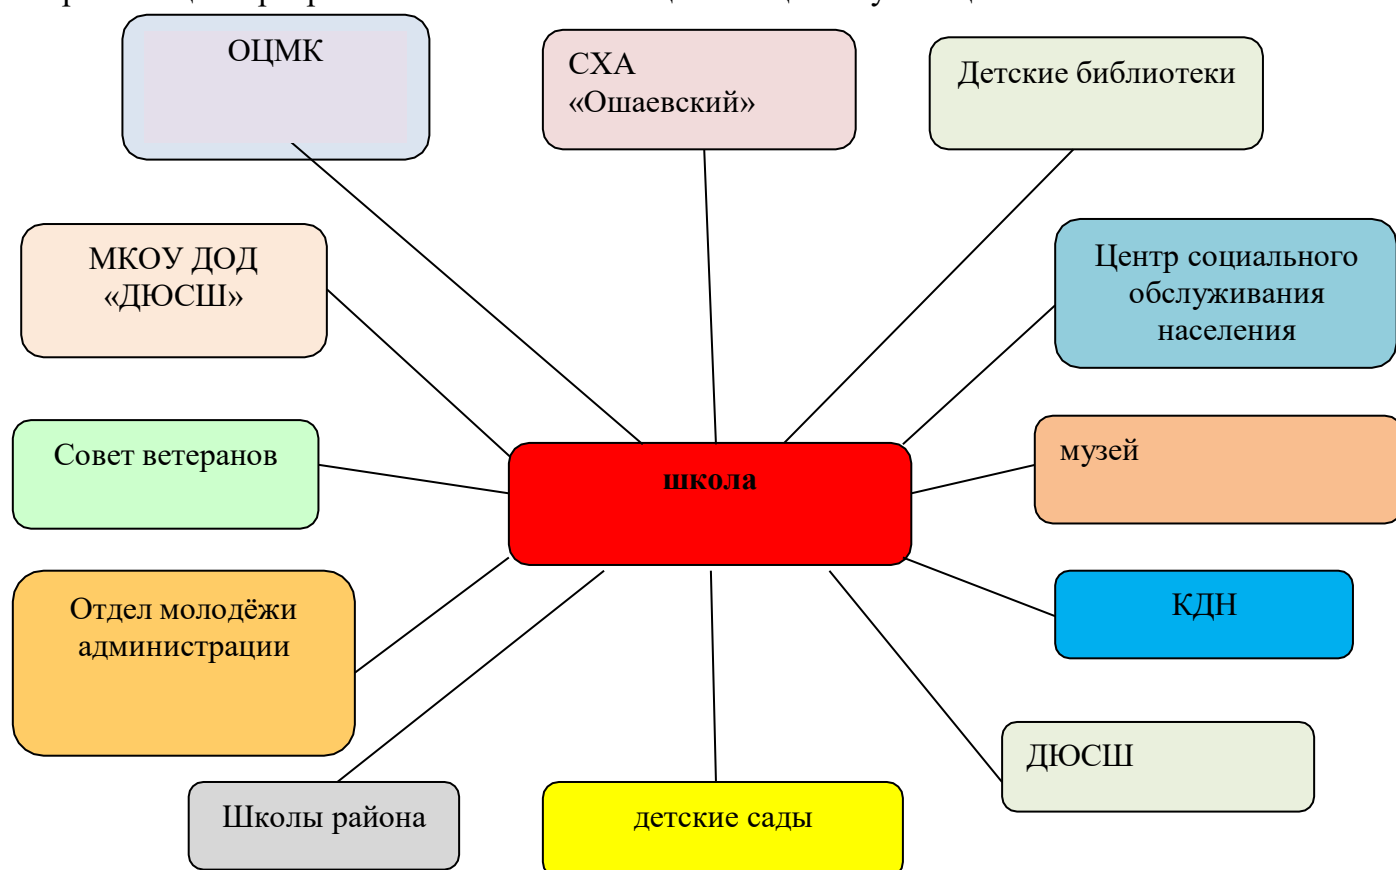 ОЦМК
СХА
«Ошаевский»
Детские библиотеки
МКОУ ДОД
«ДЮСШ»
Центр социального
обслуживания
населения
Совет ветеранов
школа
музей
Отдел молодёжи
администрации
КДН
ДЮСШ
Школы района
детские сады